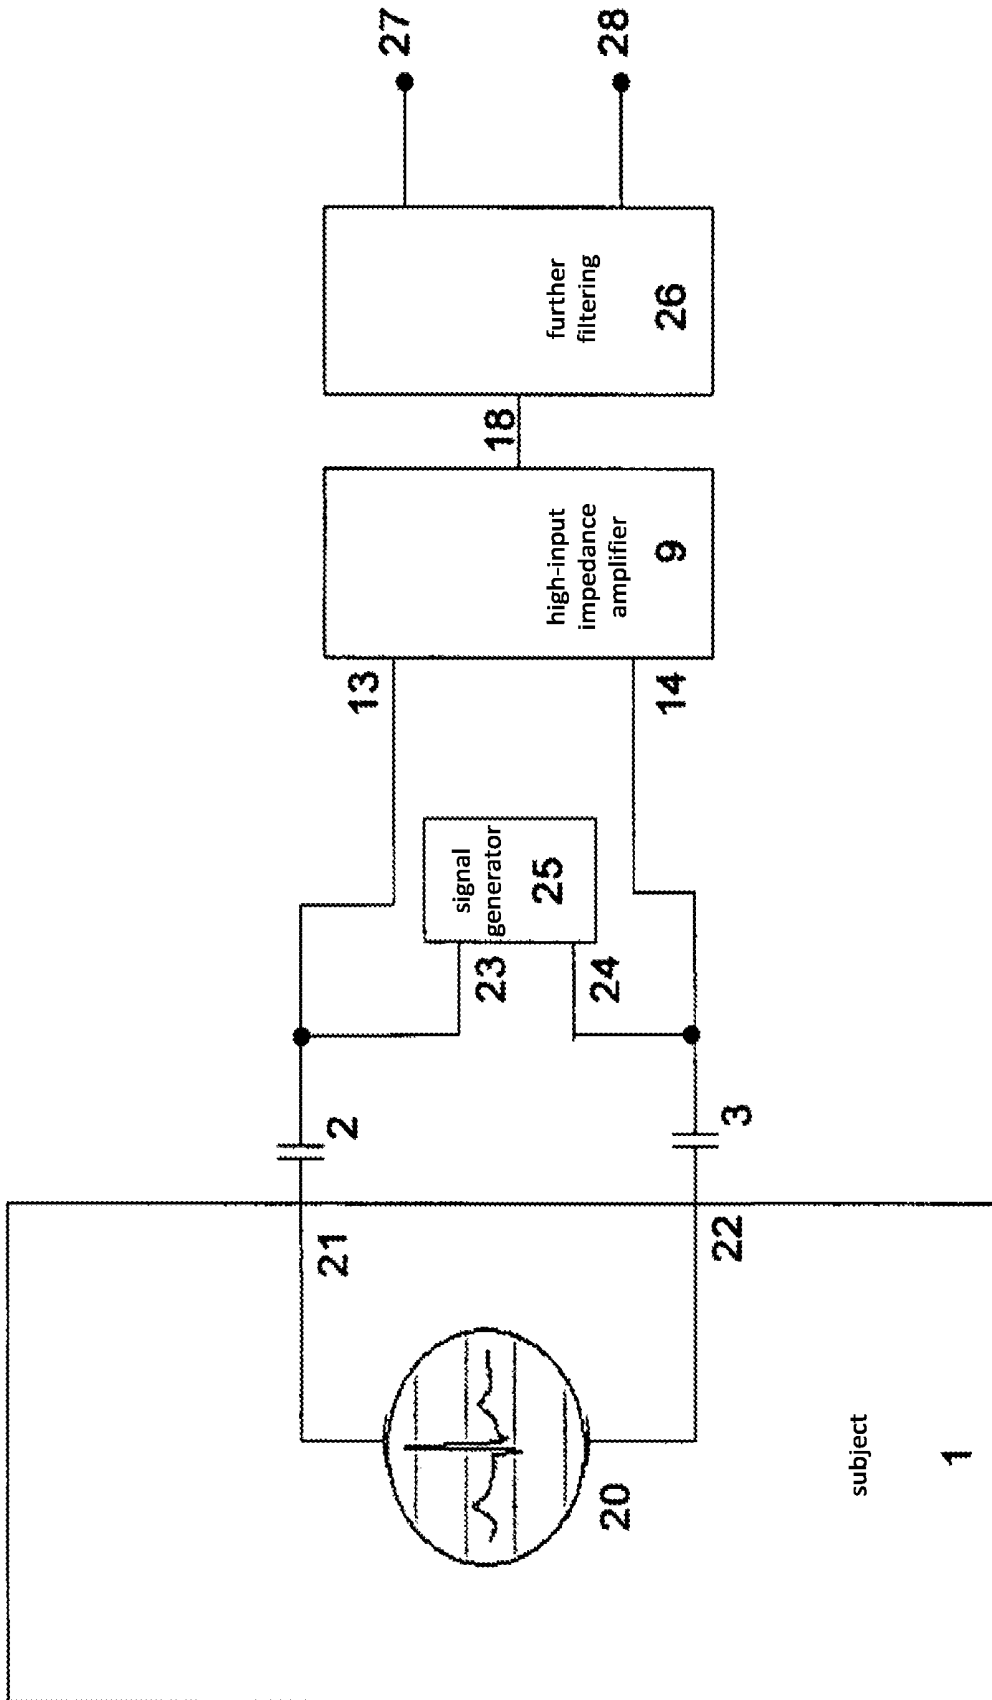 subject
1
20
21
22
2
3
23
24
signal
generator
25
13
14
high-input
impedance
amplifier
9
18
further
filtering
26
27
28